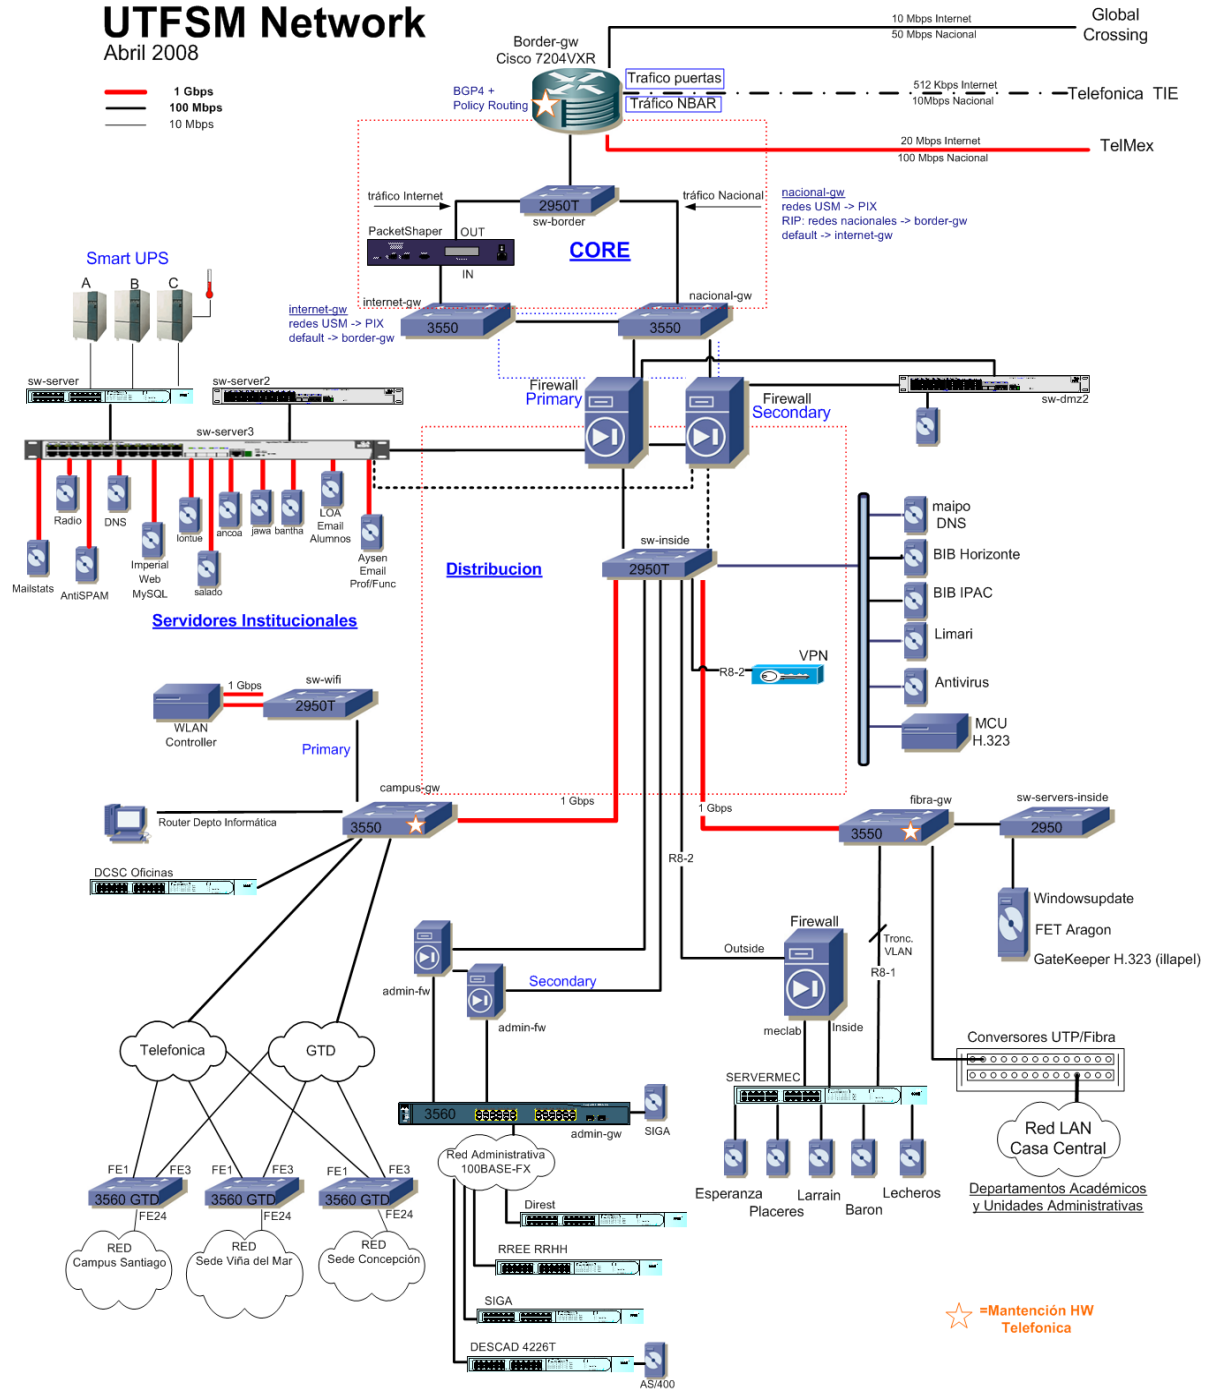 UTFSM Network
Abril 2008
1 Gbps
100 Mbps
10 Mbps
Border-gw
Cisco 7204VXR
BGP4 +
Policy Routing
Trafico puertas
Tráfico NBAR
10 Mbps Internet
50 Mbps Nacional
Global
Crossing
512 Kbps Internet
10Mbps Nacional
Telefonica TIE
20 Mbps Internet
100 Mbps Nacional
TelMex
tráfico Internet
2950T
sw-border
tráfico Nacional
nacional-gw
redes USM -> PIX
RIP: redes nacionales -> border-gw
default -> internet-gw
PacketShaper
OUT
IN
CORE
Smart UPS
A
B
C
internet-gw
redes USM -> PIX
default -> border-gw
internet-gw
3550
nacional-gw
3550
sw-server
sw-server2
sw-server3
Firewall
Primary
Firewall
Secondary
sw-dmz2
Mailstats
Radio
AntiSPAM
DNS
Imperial
Web
MySQL
lontue
salado
ancoa
jawa
bantha
LOA
Email
Alumnos
Aysen
Email
Prof/Func
Servidores Institucionales
Distribucion
sw-inside
2950T
maipo
DNS
BIB Horizonte
BIB IPAC
Limari
Antivirus
MCU
H.323
VPN
R8-2
1 Gbps
sw-wifi
2950T
WLAN
Controller
Primary
campus-gw
3550
1 Gbps
1 Gbps
Router Depto Informática
DCSC Oficinas
fibra-gw
3550
sw-servers-inside
2950
R8-2
Windowsupdate
FET Aragon
GateKeeper H.323 (illapel)
Firewall
Outside
Tronc.
VLAN
R8-1
meclab
Inside
admin-fw
Secondary
admin-fw
Telefonica
GTD
Conversores UTP/Fibra
SERVERMEC
3560
admin-gw
SIGA
Red LAN
Casa Central
Departamentos Académicos
y Unidades Administrativas
Red Administrativa
100BASE-FX
Esperanza
Placeres
Larrain
Baron
Lecheros
FE1
FE3
FE1
FE3
FE1
FE3
3560 GTD
3560 GTD
3560 GTD
FE24
FE24
FE24
RED
Campus Santiago
RED
Sede Viña del Mar
RED
Sede Concepción
Direst
RREE RRHH
SIGA
DESCAD 4226T
AS/400
=Mantención HW
Telefonica